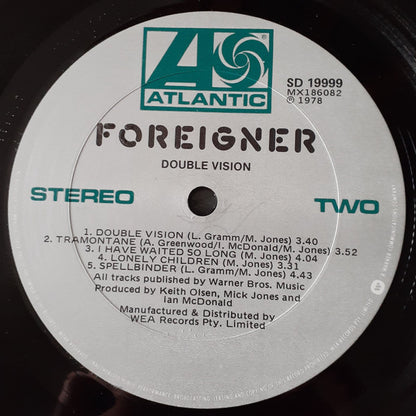 ATLANTIC
SD 19999
MX186082
℗ 1978
FOREIGNER
DOUBLE VISION
STEREO
TWO
1. DOUBLE VISION (L. Gramm/M. Jones) 3.40
2. TRAMONTANE (A. Greenwood/I. McDonald/M. Jones) 3.52
3. I HAVE WAITED SO LONG (M. Jones) 4.04
4. LONELY CHILDREN (M. Jones) 3.31
5. SPELLBINDER (L. Gramm/M. Jones) 4.43
All tracks published by Warner Bros. Music
Produced by Keith Olsen, Mick Jones and
Ian McDonald
Manufactured & Distributed by
WEA Records Pty. Limited